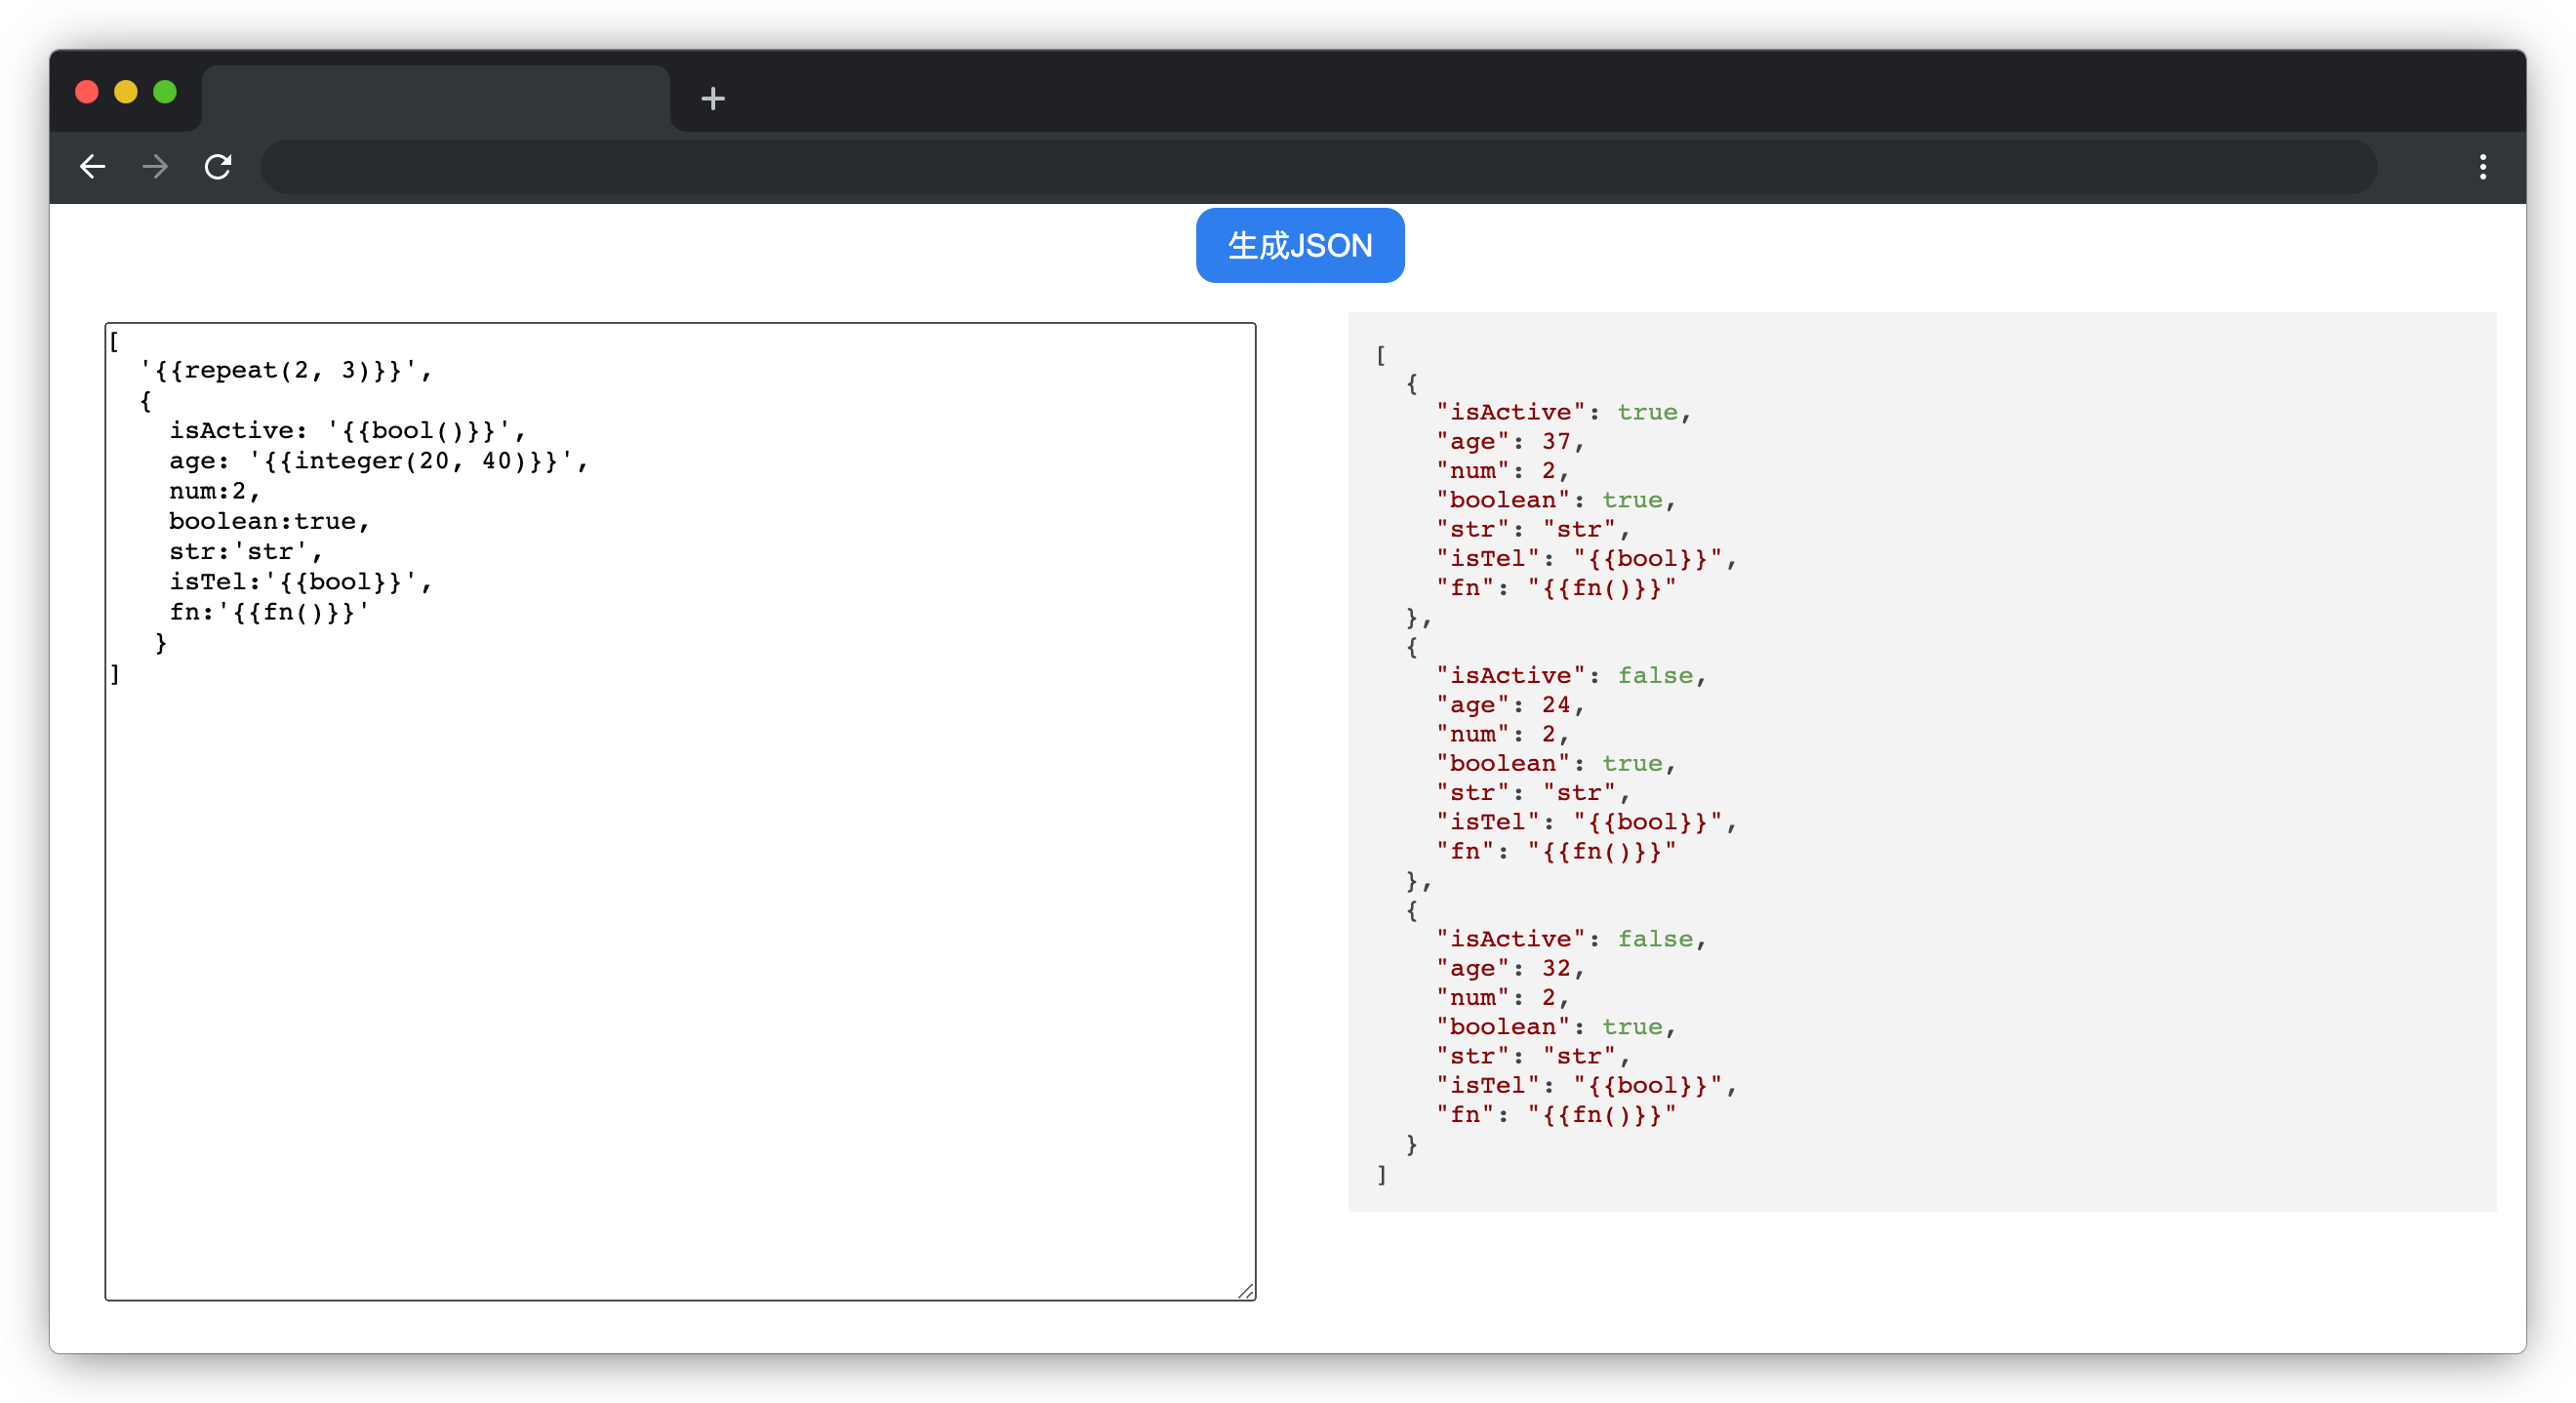 生成JSON
[
  '{{repeat(2, 3)}}',
  {
    isActive: '{{bool()}}',
    age: '{{integer(20, 40)}}',
    num:2,
    boolean:true,
    str:'str',
    isTel:'{{bool}}',
    fn:'{{fn()}}'
   }
]
[
  {
    "isActive": true,
    "age": 37,
    "num": 2,
    "boolean": true,
    "str": "str",
    "isTel": "{{bool}}",
    "fn": "{{fn()}}"
  },
  {
    "isActive": false,
    "age": 24,
    "num": 2,
    "boolean": true,
    "str": "str",
    "isTel": "{{bool}}",
    "fn": "{{fn()}}"
  },
  {
    "isActive": false,
    "age": 32,
    "num": 2,
    "boolean": true,
    "str": "str",
    "isTel": "{{bool}}",
    "fn": "{{fn()}}"
  }
]